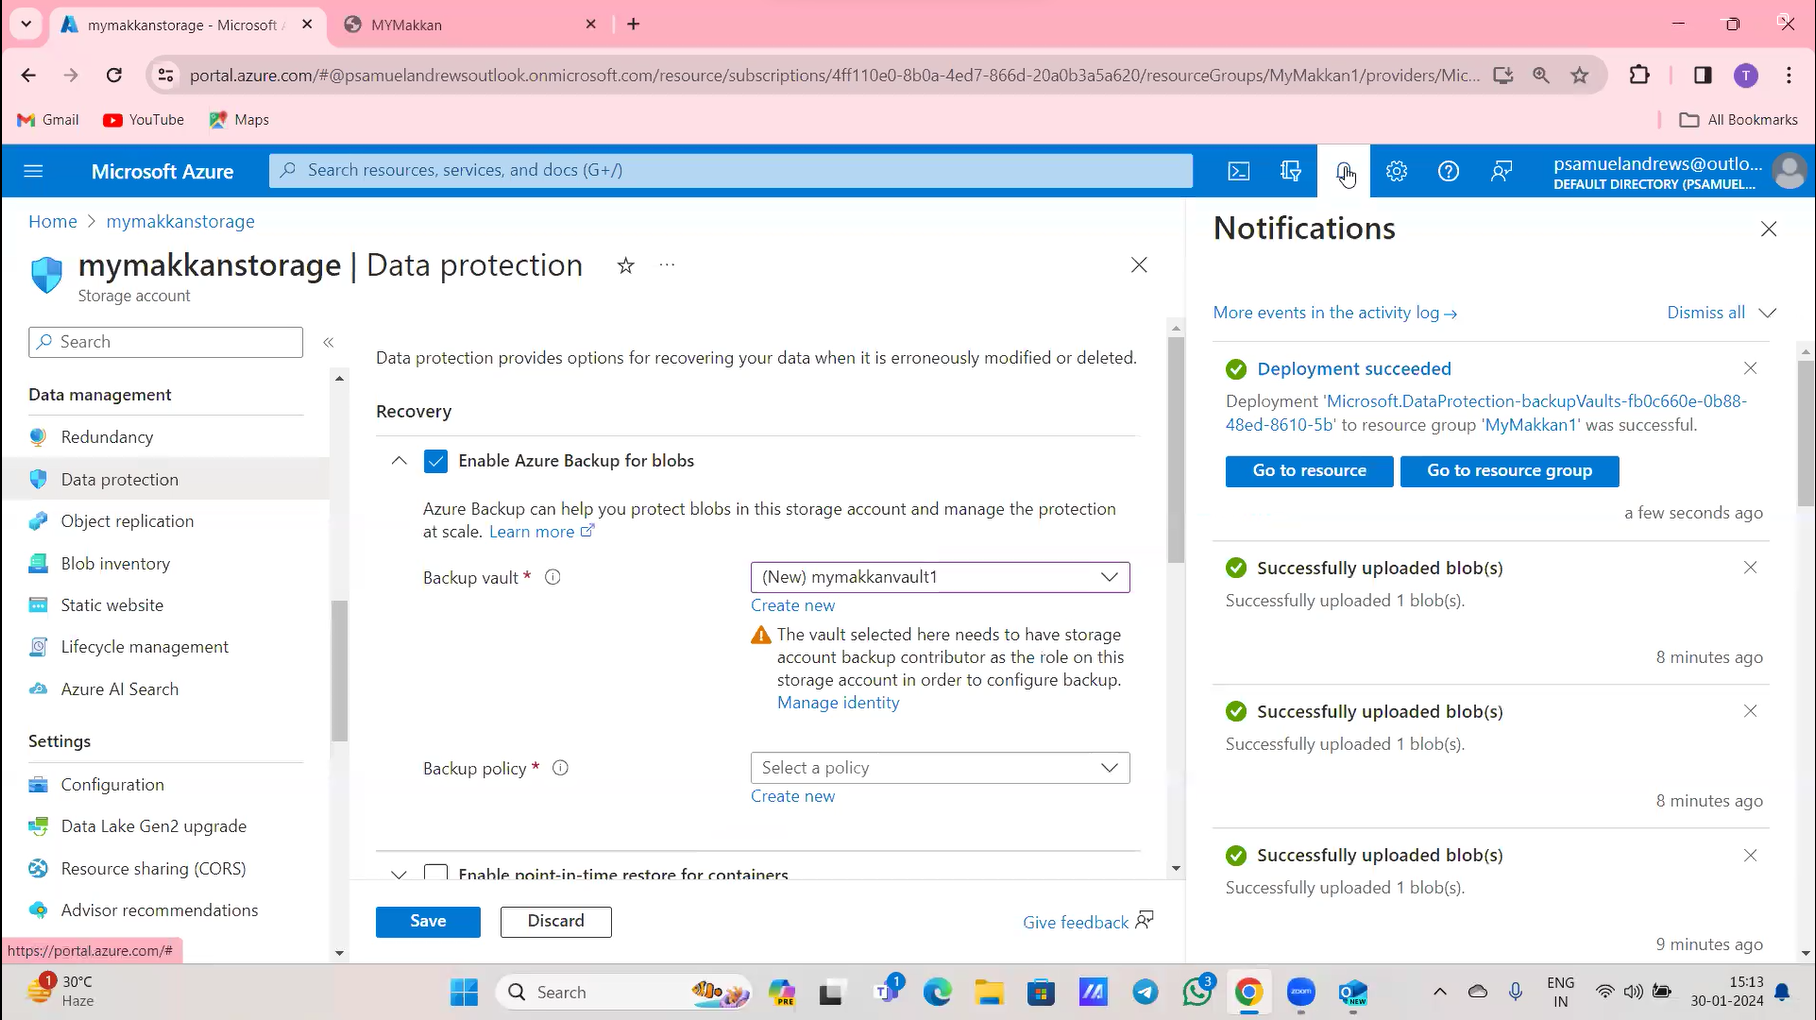 mymakkanstorage - Microsoft A
MYMakkan
portal.azure.com/#@psamuelandrewsoutlook.onmicrosoft.com/resource/subscriptions/4ff110e0-8b0a-4ed7-866d-20a0b3a5a620/resourceGroups/MyMakkan1/providers/Mic...
T
Gmail
YouTube
Maps
All Bookmarks
Microsoft Azure
Search resources, services, and docs (G+/)
psamuelandrews@outlo...
DEFAULT DIRECTORY (PSAMUEL...
Home > mymakkanstorage
mymakkanstorage | Data protection
Storage account
Search
Data management
Redundancy
Data protection
Object replication
Blob inventory
Static website
Lifecycle management
Azure AI Search
Settings
Configuration
Data Lake Gen2 upgrade
Resource sharing (CORS)
Advisor recommendations
https://portal.azure.com/#
Data protection provides options for recovering your data when it is erroneously modified or deleted.
Recovery
Enable Azure Backup for blobs
Azure Backup can help you protect blobs in this storage account and manage the protection
at scale. Learn more
Backup vault *
(New) mymakkanvault1
Create new
The vault selected here needs to have storage
account backup contributor as the role on this
storage account in order to configure backup.
Manage identity
Backup policy *
Select a policy
Create new
Enable point-in-time restore for containers
Save
Discard
Give feedback
Notifications
More events in the activity log →
Dismiss all
Deployment succeeded
Deployment 'Microsoft.DataProtection-backupVaults-fb0c660e-0b88-
48ed-8610-5b' to resource group 'MyMakkan1' was successful.
Go to resource
Go to resource group
a few seconds ago
Successfully uploaded blob(s)
Successfully uploaded 1 blob(s).
8 minutes ago
Successfully uploaded blob(s)
Successfully uploaded 1 blob(s).
8 minutes ago
Successfully uploaded blob(s)
Successfully uploaded 1 blob(s).
9 minutes ago
1
30°C
Haze
Search
PRE
1
3
zoom
NEW
ENG
IN
15:13
30-01-2024